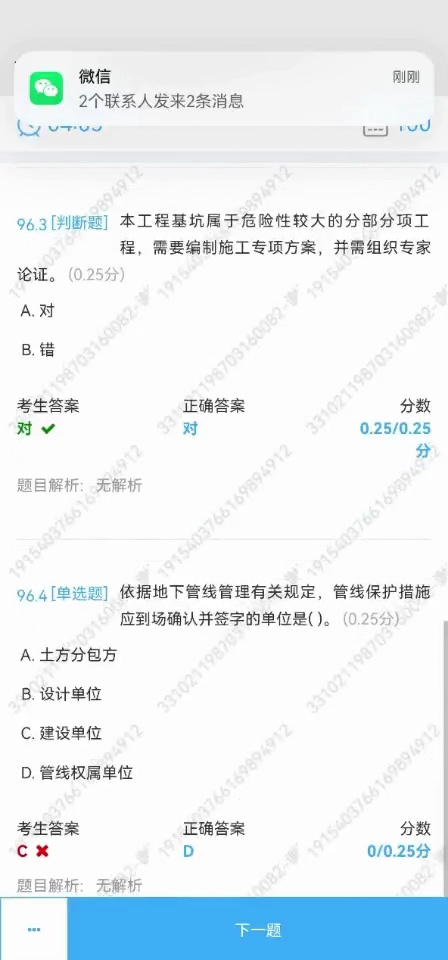 微信
刚刚
2个联系人发来2条消息
04:05
100
96.3 [判断题] 本工程基坑属于危险性较大的分部分项工
程，需要编制施工专项方案，并需组织专家
论证。（0.25分）
A. 对
B. 错
考生答案 正确答案 分数
对 对 0.25/0.25
分
题目解析: 无解析
96.4 [单选题] 依据地下管线管理有关规定，管线保护措施
应到场确认并签字的单位是( )。（0.25分）
A. 土方分包方
B. 设计单位
C. 建设单位
D. 管线权属单位
考生答案 正确答案 分数
C D 0/0.25分
题目解析: 无解析
下一题